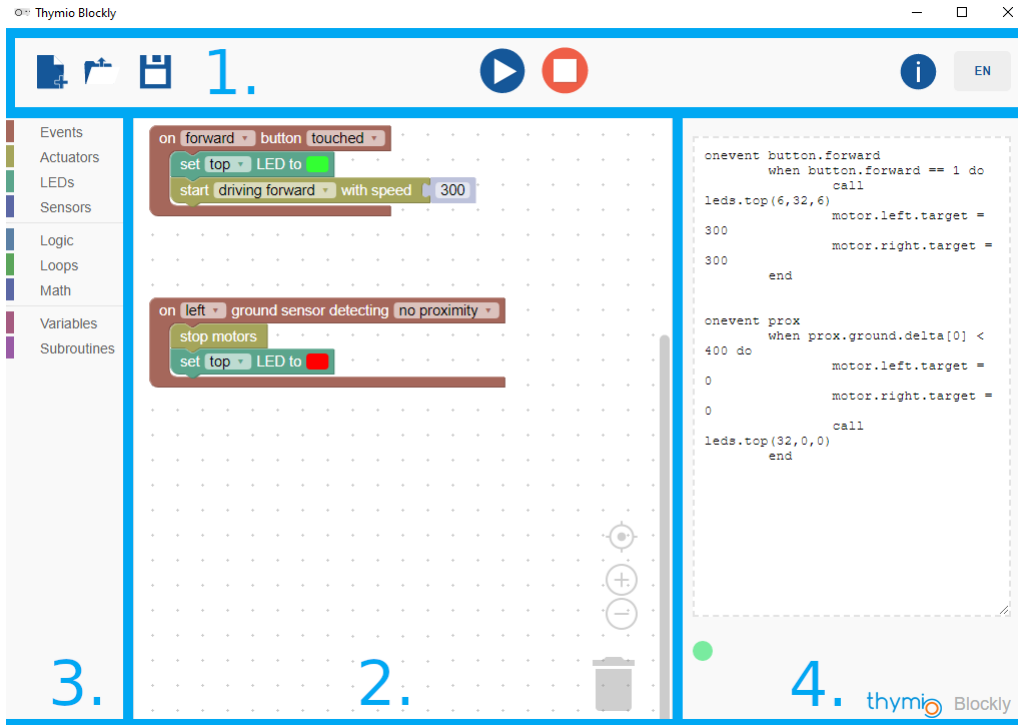 Thymio Blockly
1.
EN
Events
Actuators
LEDs
Sensors
Logic
Loops
Math
Variables
Subroutines
3.
on forward button touched
set top LED to
start driving forward with speed 300
on left ground sensor detecting no proximity
stop motors
set top LED to
2.
onevent button.forward
when button.forward == 1 do
call
leds.top(6,32,6)
motor.left.target =
300
motor.right.target =
300
end
onevent prox
when prox.ground.delta[0] <
400 do
motor.left.target =
0
motor.right.target =
0
call
leds.top(32,0,0)
end
4.
thymio Blockly